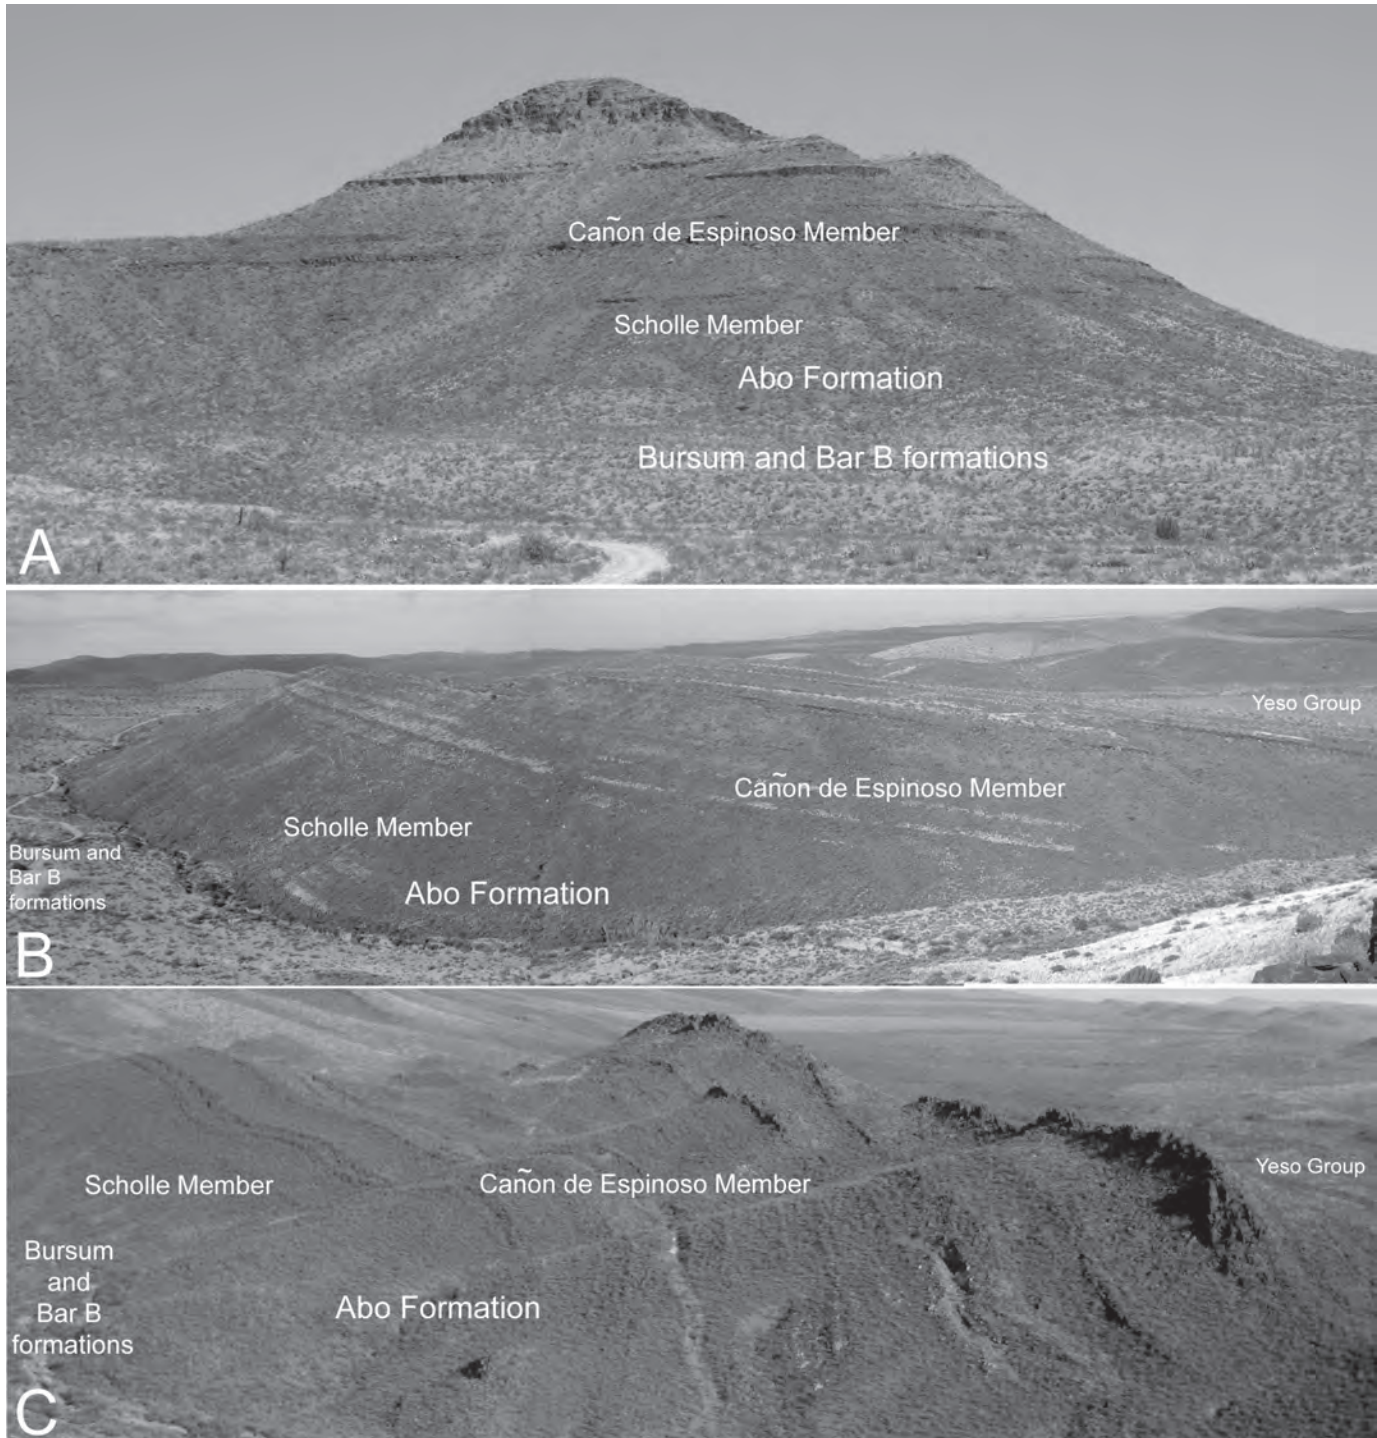 Cañon de Espinoso Member
Scholle Member
Abo Formation
Bursum and Bar B formations
A
Yeso Group
Cañon de Espinoso Member
Scholle Member
Bursum and
Bar B
formations
Abo Formation
B
Yeso Group
Scholle Member
Cañon de Espinoso Member
Bursum
and
Bar B
formations
Abo Formation
C